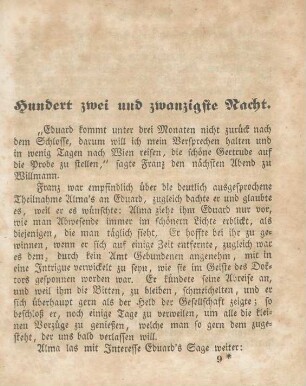 Hundert zwei und zwanzigste Nacht.
„Eduard kommt unter drei Monaten nicht zurück nach
dem Schlosse, darum will ich mein Versprechen halten und
in wenig Tagen nach Wien reisen, die schöne Gertrude auf
die Probe zu stellen,“ sagte Franz den nächsten Abend zu
Willmann.
Franz war empfindlich über die deutlich ausgesprochene
Theilnahme Alma's an Eduard, zugleich dachte er und glaubte
es, weil er es wünschte: Alma ziehe ihm Eduard nur vor,
wie man Abwesende immer im schönern Lichte erblickt, als
diejenigen, die man täglich sieht. Er hoffte bei ihr zu ge-
winnen, wenn er sich auf einige Zeit entfernte, zugleich war
es dem, durch kein Amt Gebundenen angenehm, mit in
eine Intrigue verwickelt zu sein, wie sie im Geiste des Dok-
tors gesponnen worden war. Er kündete seine Abreise an,
und weil ihm die Bitten, zu bleiben, schmeichelten, und er
sich überhaupt gern als der Held der Gesellschaft zeigte; so
beschloß er, noch einige Tage zu verweilen, um alle die klei-
nen Vorzüge zu genießen, welche man so gern dem zuge-
steht, der uns bald verlassen will.
Alma las mit Interesse Eduard's Sage weiter:
9*